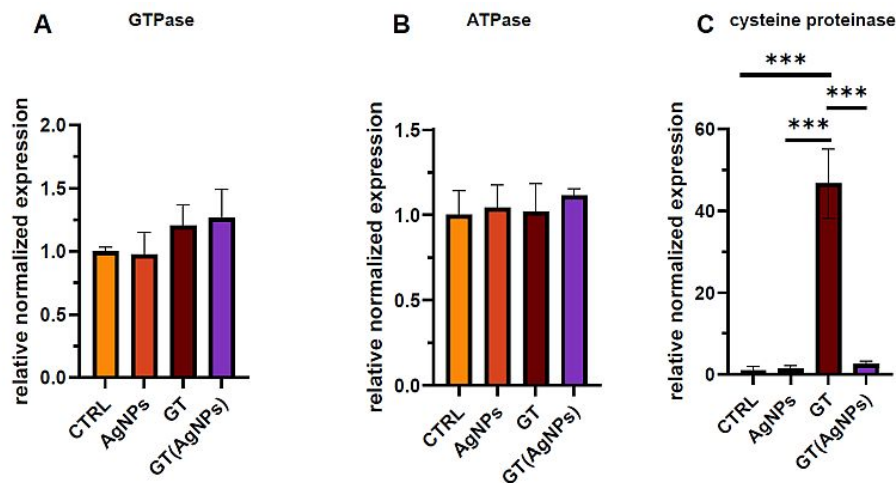 A GTPase
relative normalized expression
2.0
1.5
1.0
0.5
0.0
CTRL
AgNPs
GT
GT(AgNPs)
B ATPase
relative normalized expression
1.5
1.0
0.5
0.0
CTRL
AgNPs
GT
GT(AgNPs)
C cysteine proteinase
***
***
***
relative normalized expression
60
40
20
0
CTRL
AgNPs
GT
GT(AgNPs)